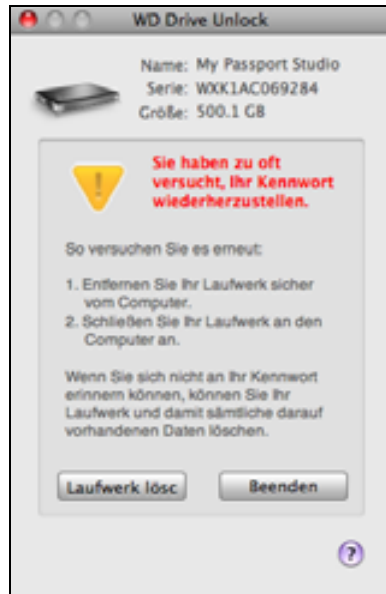 WD Drive Unlock
Name: My Passport Studio
Serie: WXK1AC069284
Größe: 500.1 GB
Sie haben zu oft
versucht, Ihr Kennwort
wiederherzustellen.
So versuchen Sie es erneut:
1. Entfernen Sie Ihr Laufwerk sicher
vom Computer.
2. Schließen Sie Ihr Laufwerk an den
Computer an.
Wenn Sie sich nicht an Ihr Kennwort
erinnern können, können Sie Ihr
Laufwerk und damit sämtliche darauf
vorhandenen Daten löschen.
Laufwerk lösc Beenden
?